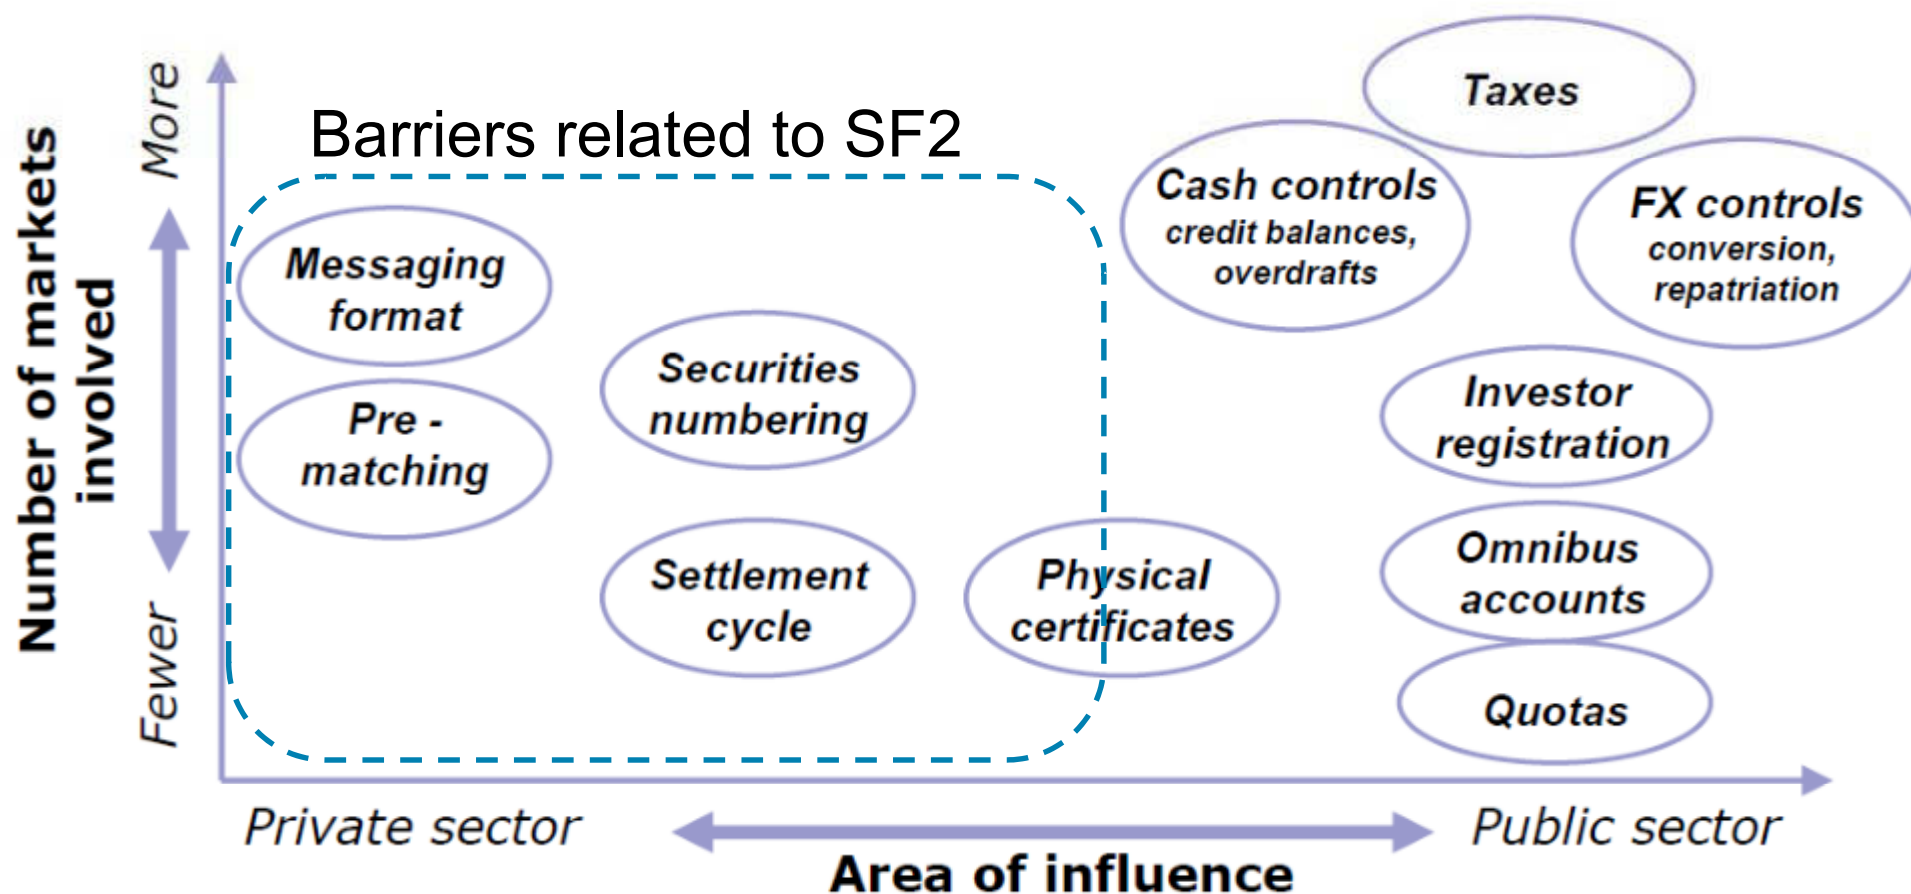 Number of markets
involved
More
Fewer
Barriers related to SF2
Messaging
format
Pre -
matching
Securities
numbering
Settlement
cycle
Physical
certificates
Taxes
Cash controls
credit balances,
overdrafts
FX controls
conversion,
repatriation
Investor
registration
Omnibus
accounts
Quotas
Private sector
Public sector
Area of influence